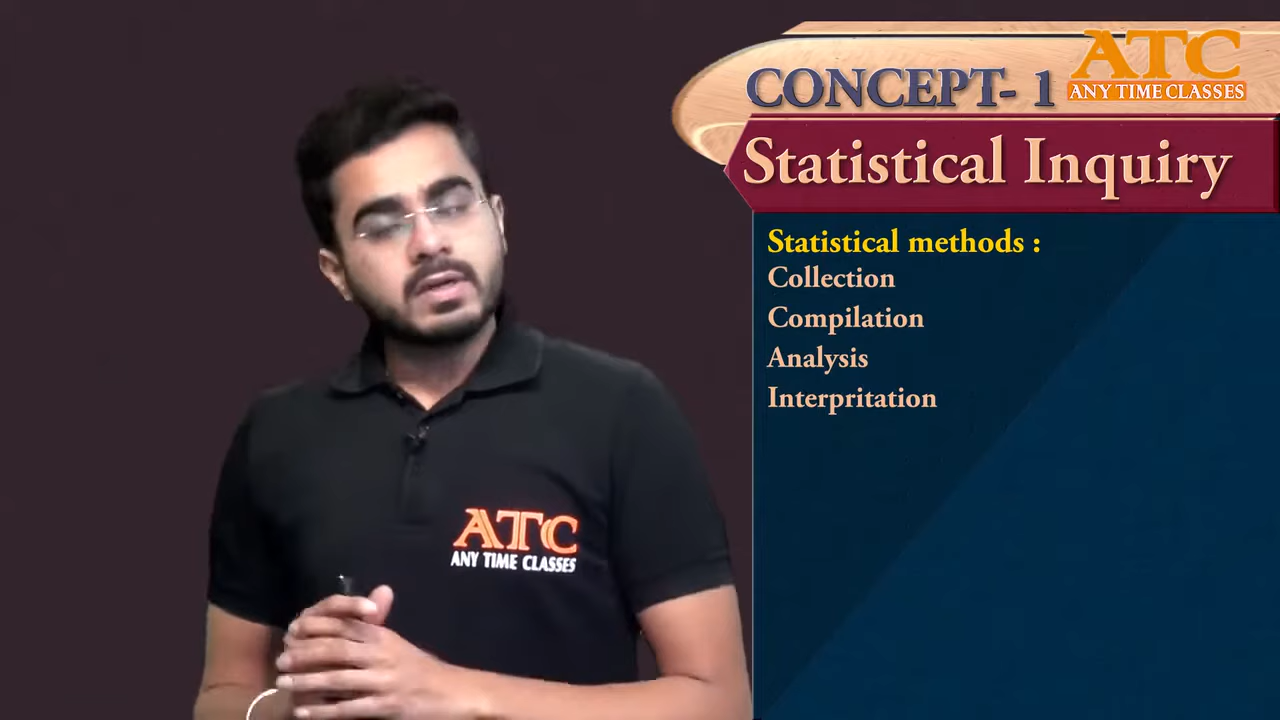 CONCEPT- 1
ATC
ANY TIME CLASSES
Statistical Inquiry
Statistical methods :
Collection
Compilation
Analysis
Interpritation
ATC
ANY TIME CLASSES